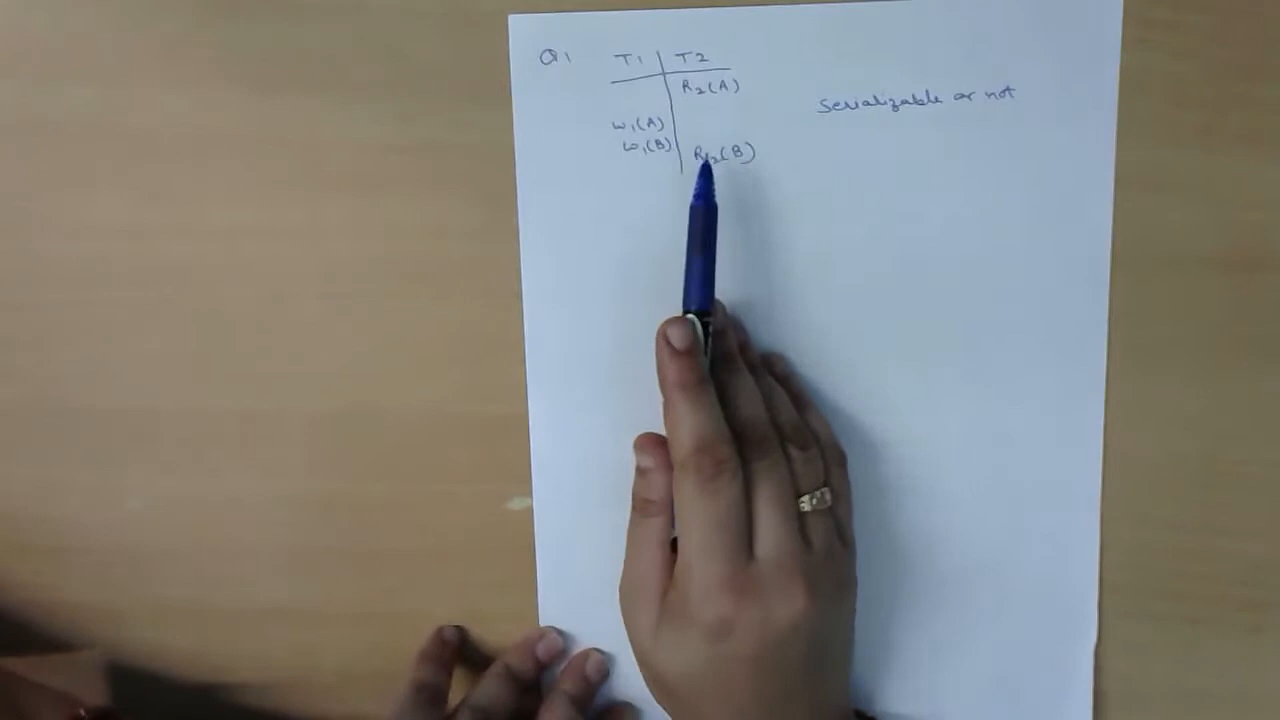 Q1 T1 T2
R2(A)
Serializable or not
W1(A)
W1(B)
R2(B)